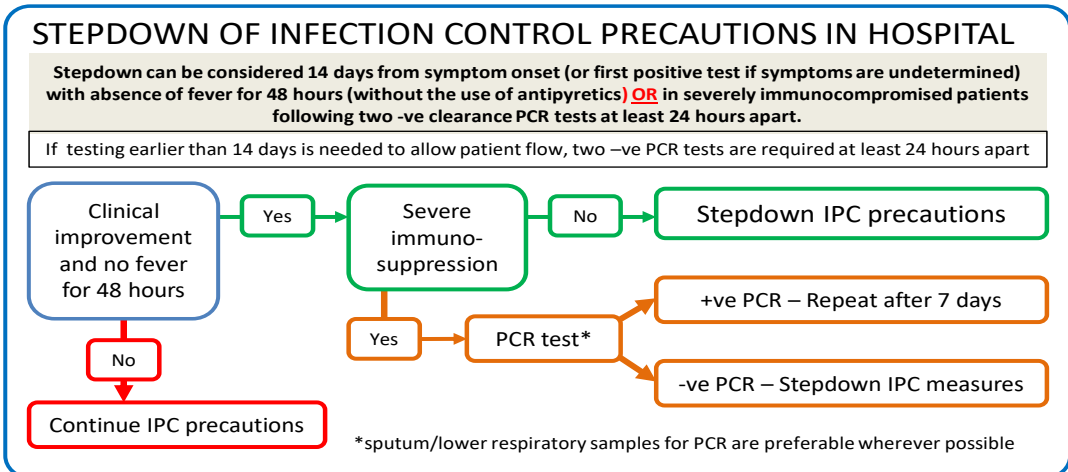 STEPDOWN OF INFECTION CONTROL PRECAUTIONS IN HOSPITAL
Stepdown can be considered 14 days from symptom onset (or first positive test if symptoms are undetermined)
with absence of fever for 48 hours (without the use of antipyretics) OR in severely immunocompromised patients
following two -ve clearance PCR tests at least 24 hours apart.
If testing earlier than 14 days is needed to allow patient flow, two –ve PCR tests are required at least 24 hours apart
Clinical
improvement
and no fever
for 48 hours
Yes
Severe
immuno-
suppression
No
Stepdown IPC precautions
Yes
PCR test*
+ve PCR – Repeat after 7 days
-ve PCR – Stepdown IPC measures
No
Continue IPC precautions
*sputum/lower respiratory samples for PCR are preferable wherever possible